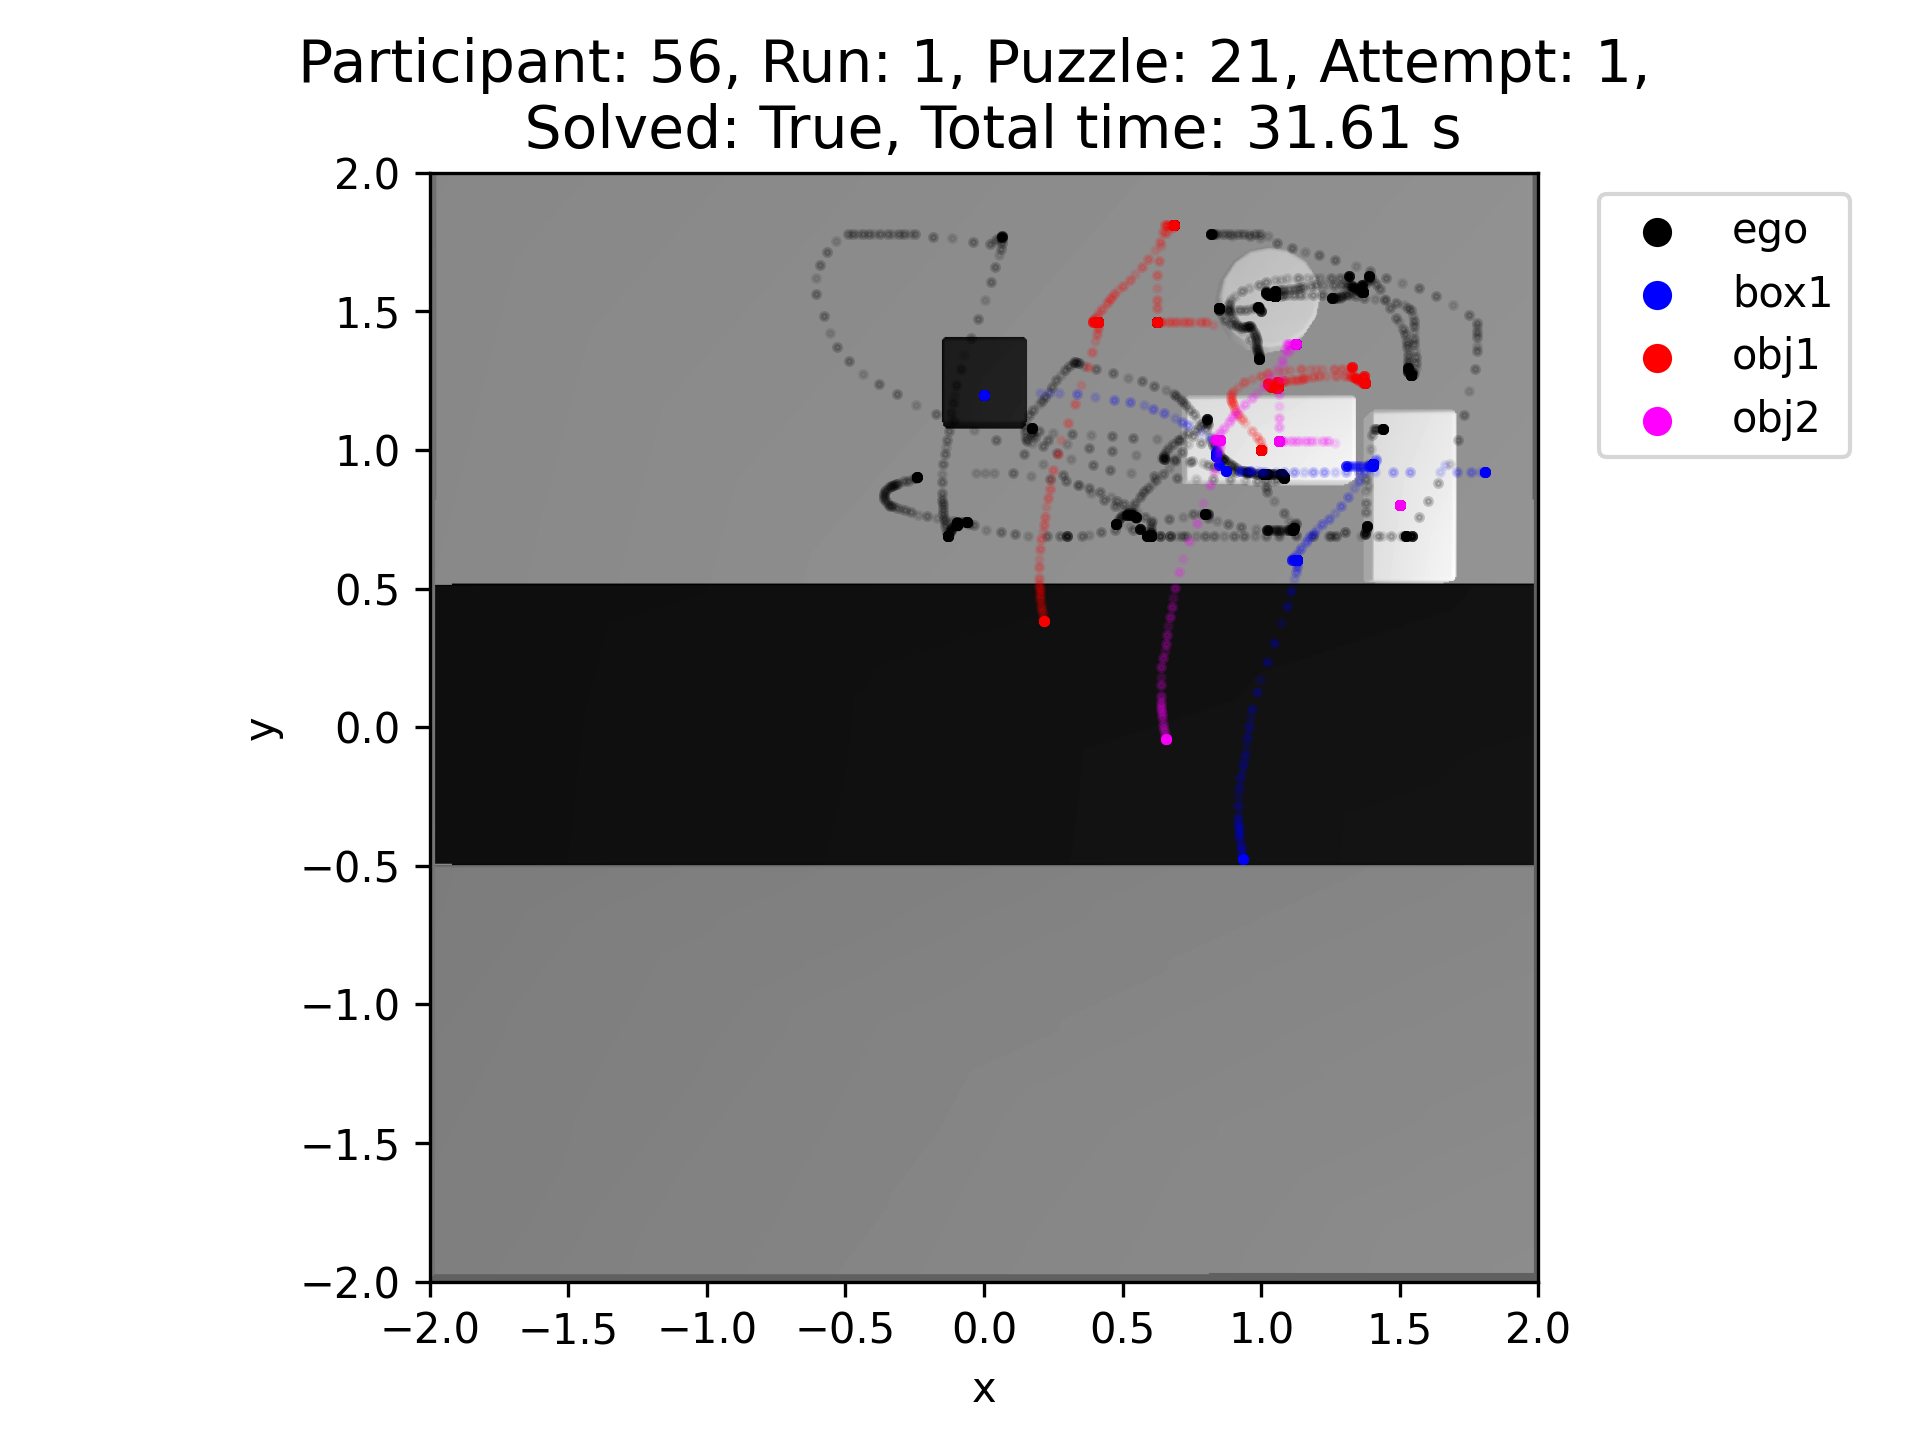 Participant: 56, Run: 1, Puzzle: 21, Attempt: 1,
Solved: True, Total time: 31.61 s
2.0
1.5
1.0
0.5
0.0
−0.5
−1.0
−1.5
−2.0
y
−2.0 −1.5 −1.0 −0.5 0.0 0.5 1.0 1.5 2.0
x
ego
box1
obj1
obj2